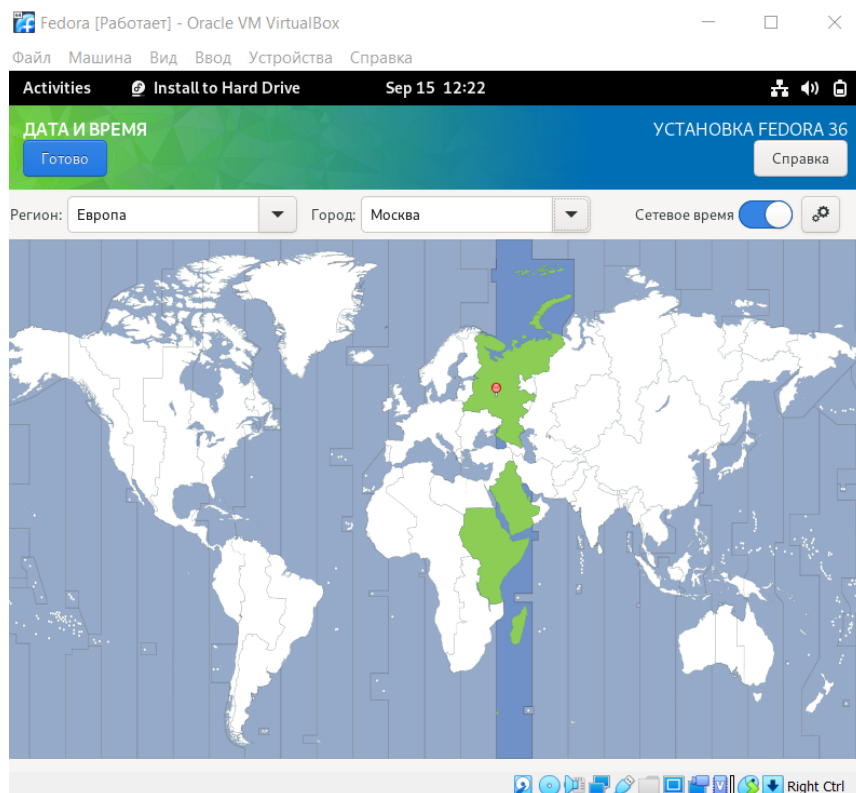 Fedora [Работает] - Oracle VM VirtualBox
Файл Машина Вид Ввод Устройства Справка
Activities Install to Hard Drive Sep 15 12:22
ДАТА И ВРЕМЯ УСТАНОВКА FEDORA 36
Готово Справка
Регион: Европа Город: Москва Сетевое время
Right Ctrl